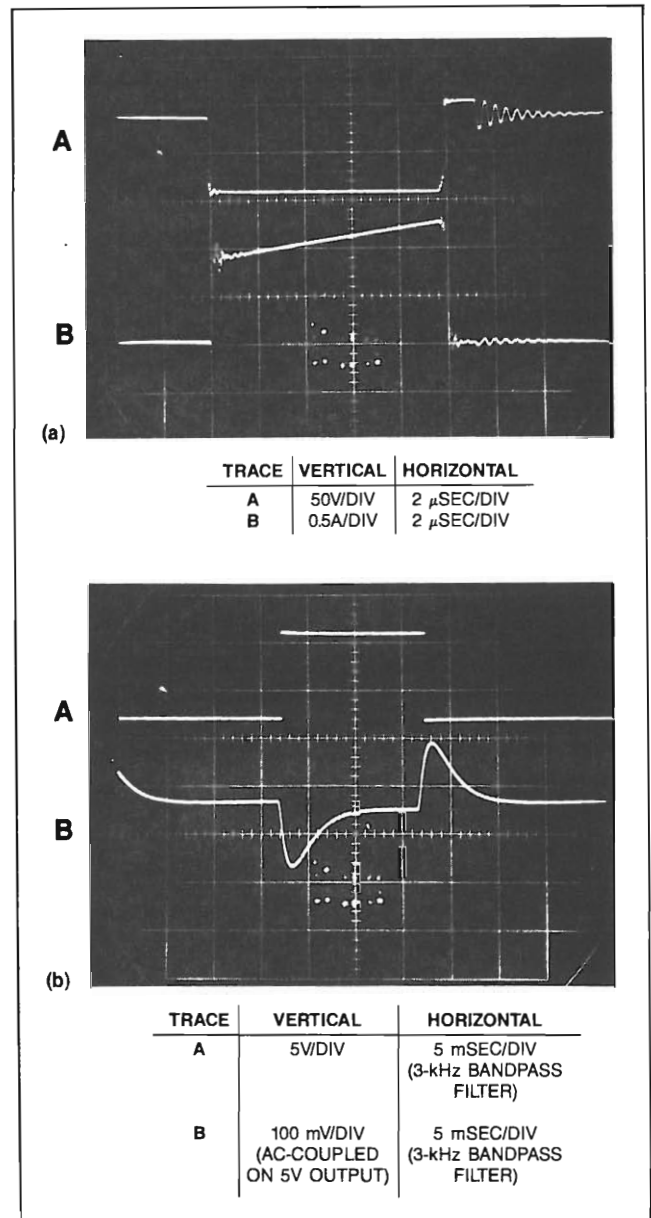 A
B
(a)
TRACE VERTICAL HORIZONTAL
A 50V/DIV 2 μSEC/DIV
B 0.5A/DIV 2 μSEC/DIV
A
B
(b)
TRACE VERTICAL HORIZONTAL
A 5V/DIV 5 mSEC/DIV
(3-kHz BANDPASS
FILTER)
B 100 mV/DIV 5 mSEC/DIV
(AC-COUPLED (3-kHz BANDPASS
ON 5V OUTPUT) FILTER)